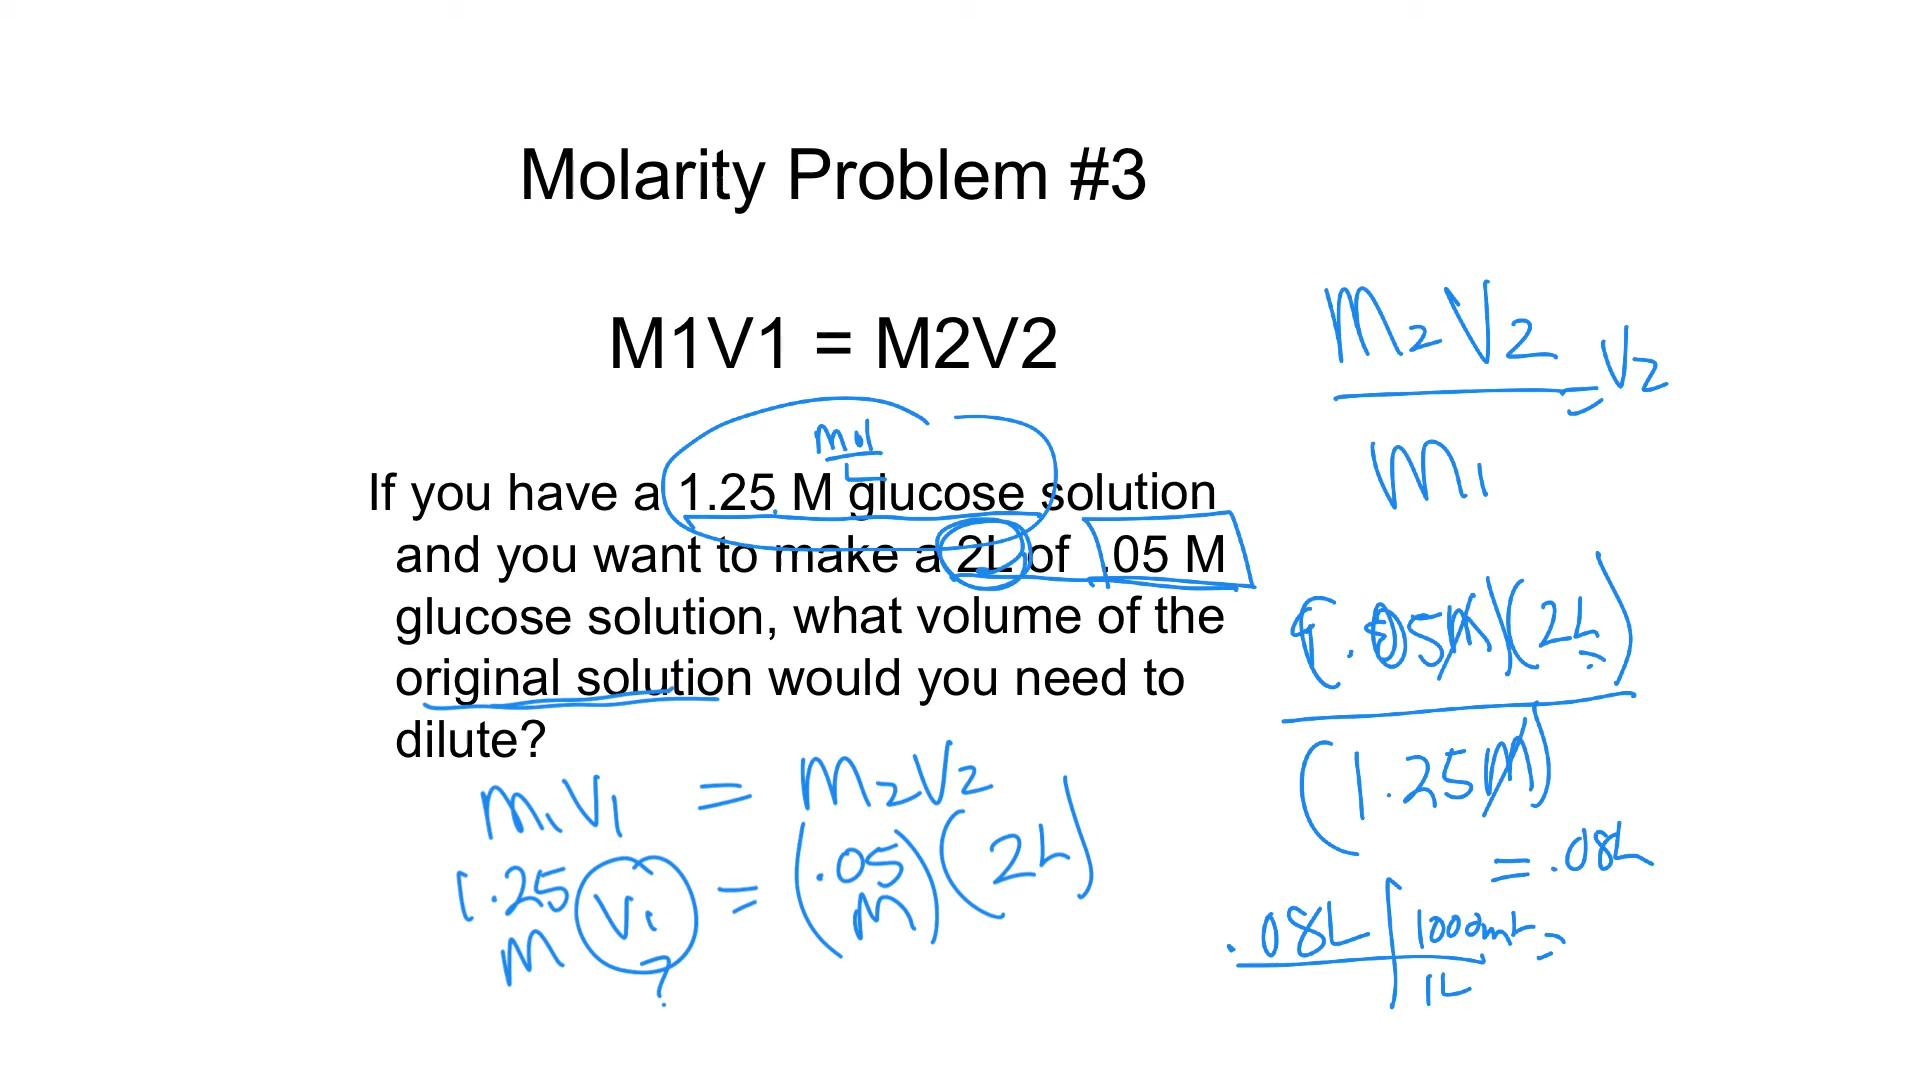 Molarity Problem #3
M1V1 = M2V2
mol
L
If you have a 1.25 M glucose solution
and you want to make a 2L of .05 M
glucose solution, what volume of the
original solution would you need to
dilute?
M1V1 = M2V2
1.25 M V1 = (.05 M) (2L)
?
M2V2 = V2
M1
(.05M)(2L)
(1.25M)
= .08L
.08L | 1000mL =
1L